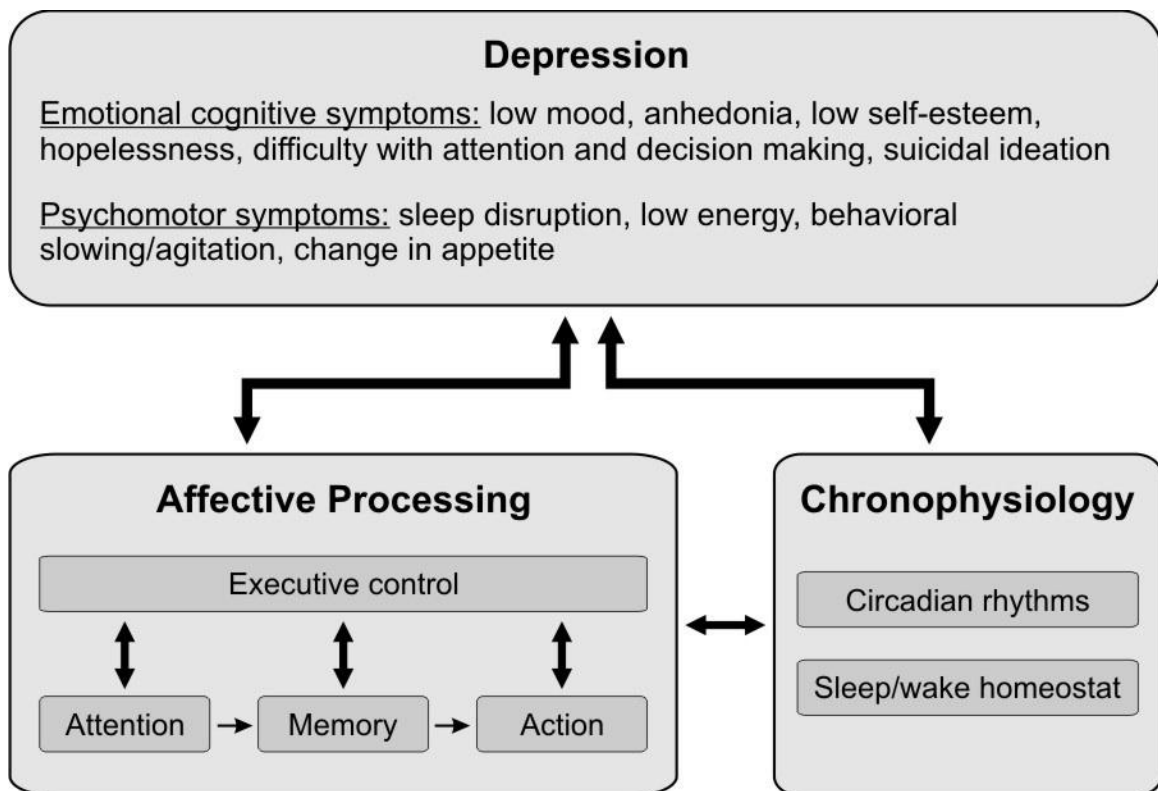 Depression
Emotional cognitive symptoms: low mood, anhedonia, low self-esteem,
hopelessness, difficulty with attention and decision making, suicidal ideation
Psychomotor symptoms: sleep disruption, low energy, behavioral
slowing/agitation, change in appetite
Affective Processing
Executive control
Attention
Memory
Action
Chronophysiology
Circadian rhythms
Sleep/wake homeostat